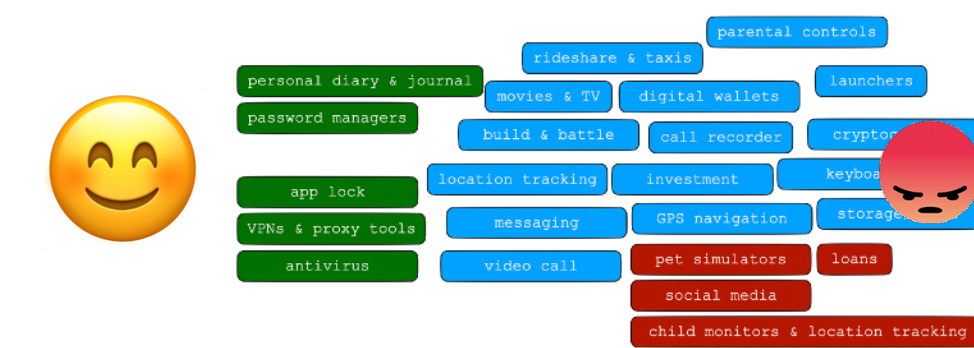 parental controls
rideshare & taxis
personal diary & journal
launchers
movies & TV
digital wallets
password managers
build & battle
call recorder
location tracking
investment
app lock
messaging
GPS navigation
VPNs & proxy tools
antivirus
video call
pet simulators
loans
social media
child monitors & location tracking